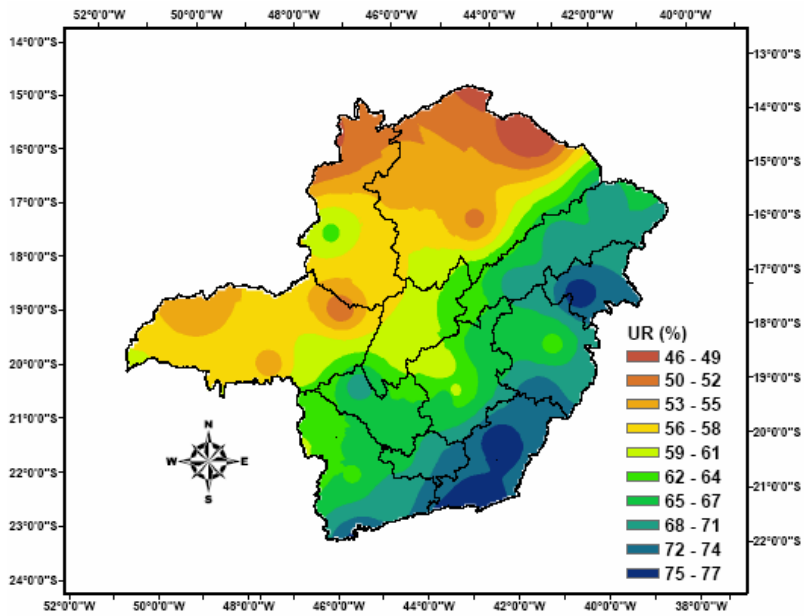 52°0'0"W 50°0'0"W 48°0'0"W 46°0'0"W 44°0'0"W 42°0'0"W 40°0'0"W
14°0'0"S
15°0'0"S
16°0'0"S
17°0'0"S
18°0'0"S
19°0'0"S
20°0'0"S
21°0'0"S
22°0'0"S
23°0'0"S
24°0'0"S
13°0'0"S
14°0'0"S
15°0'0"S
16°0'0"S
17°0'0"S
18°0'0"S
19°0'0"S
20°0'0"S
21°0'0"S
22°0'0"S
N
W E
S
UR (%)
46 - 49
50 - 52
53 - 55
56 - 58
59 - 61
62 - 64
65 - 67
68 - 71
72 - 74
75 - 77
52°0'0"W 50°0'0"W 48°0'0"W 46°0'0"W 44°0'0"W 42°0'0"W 40°0'0"W 38°0'0"W